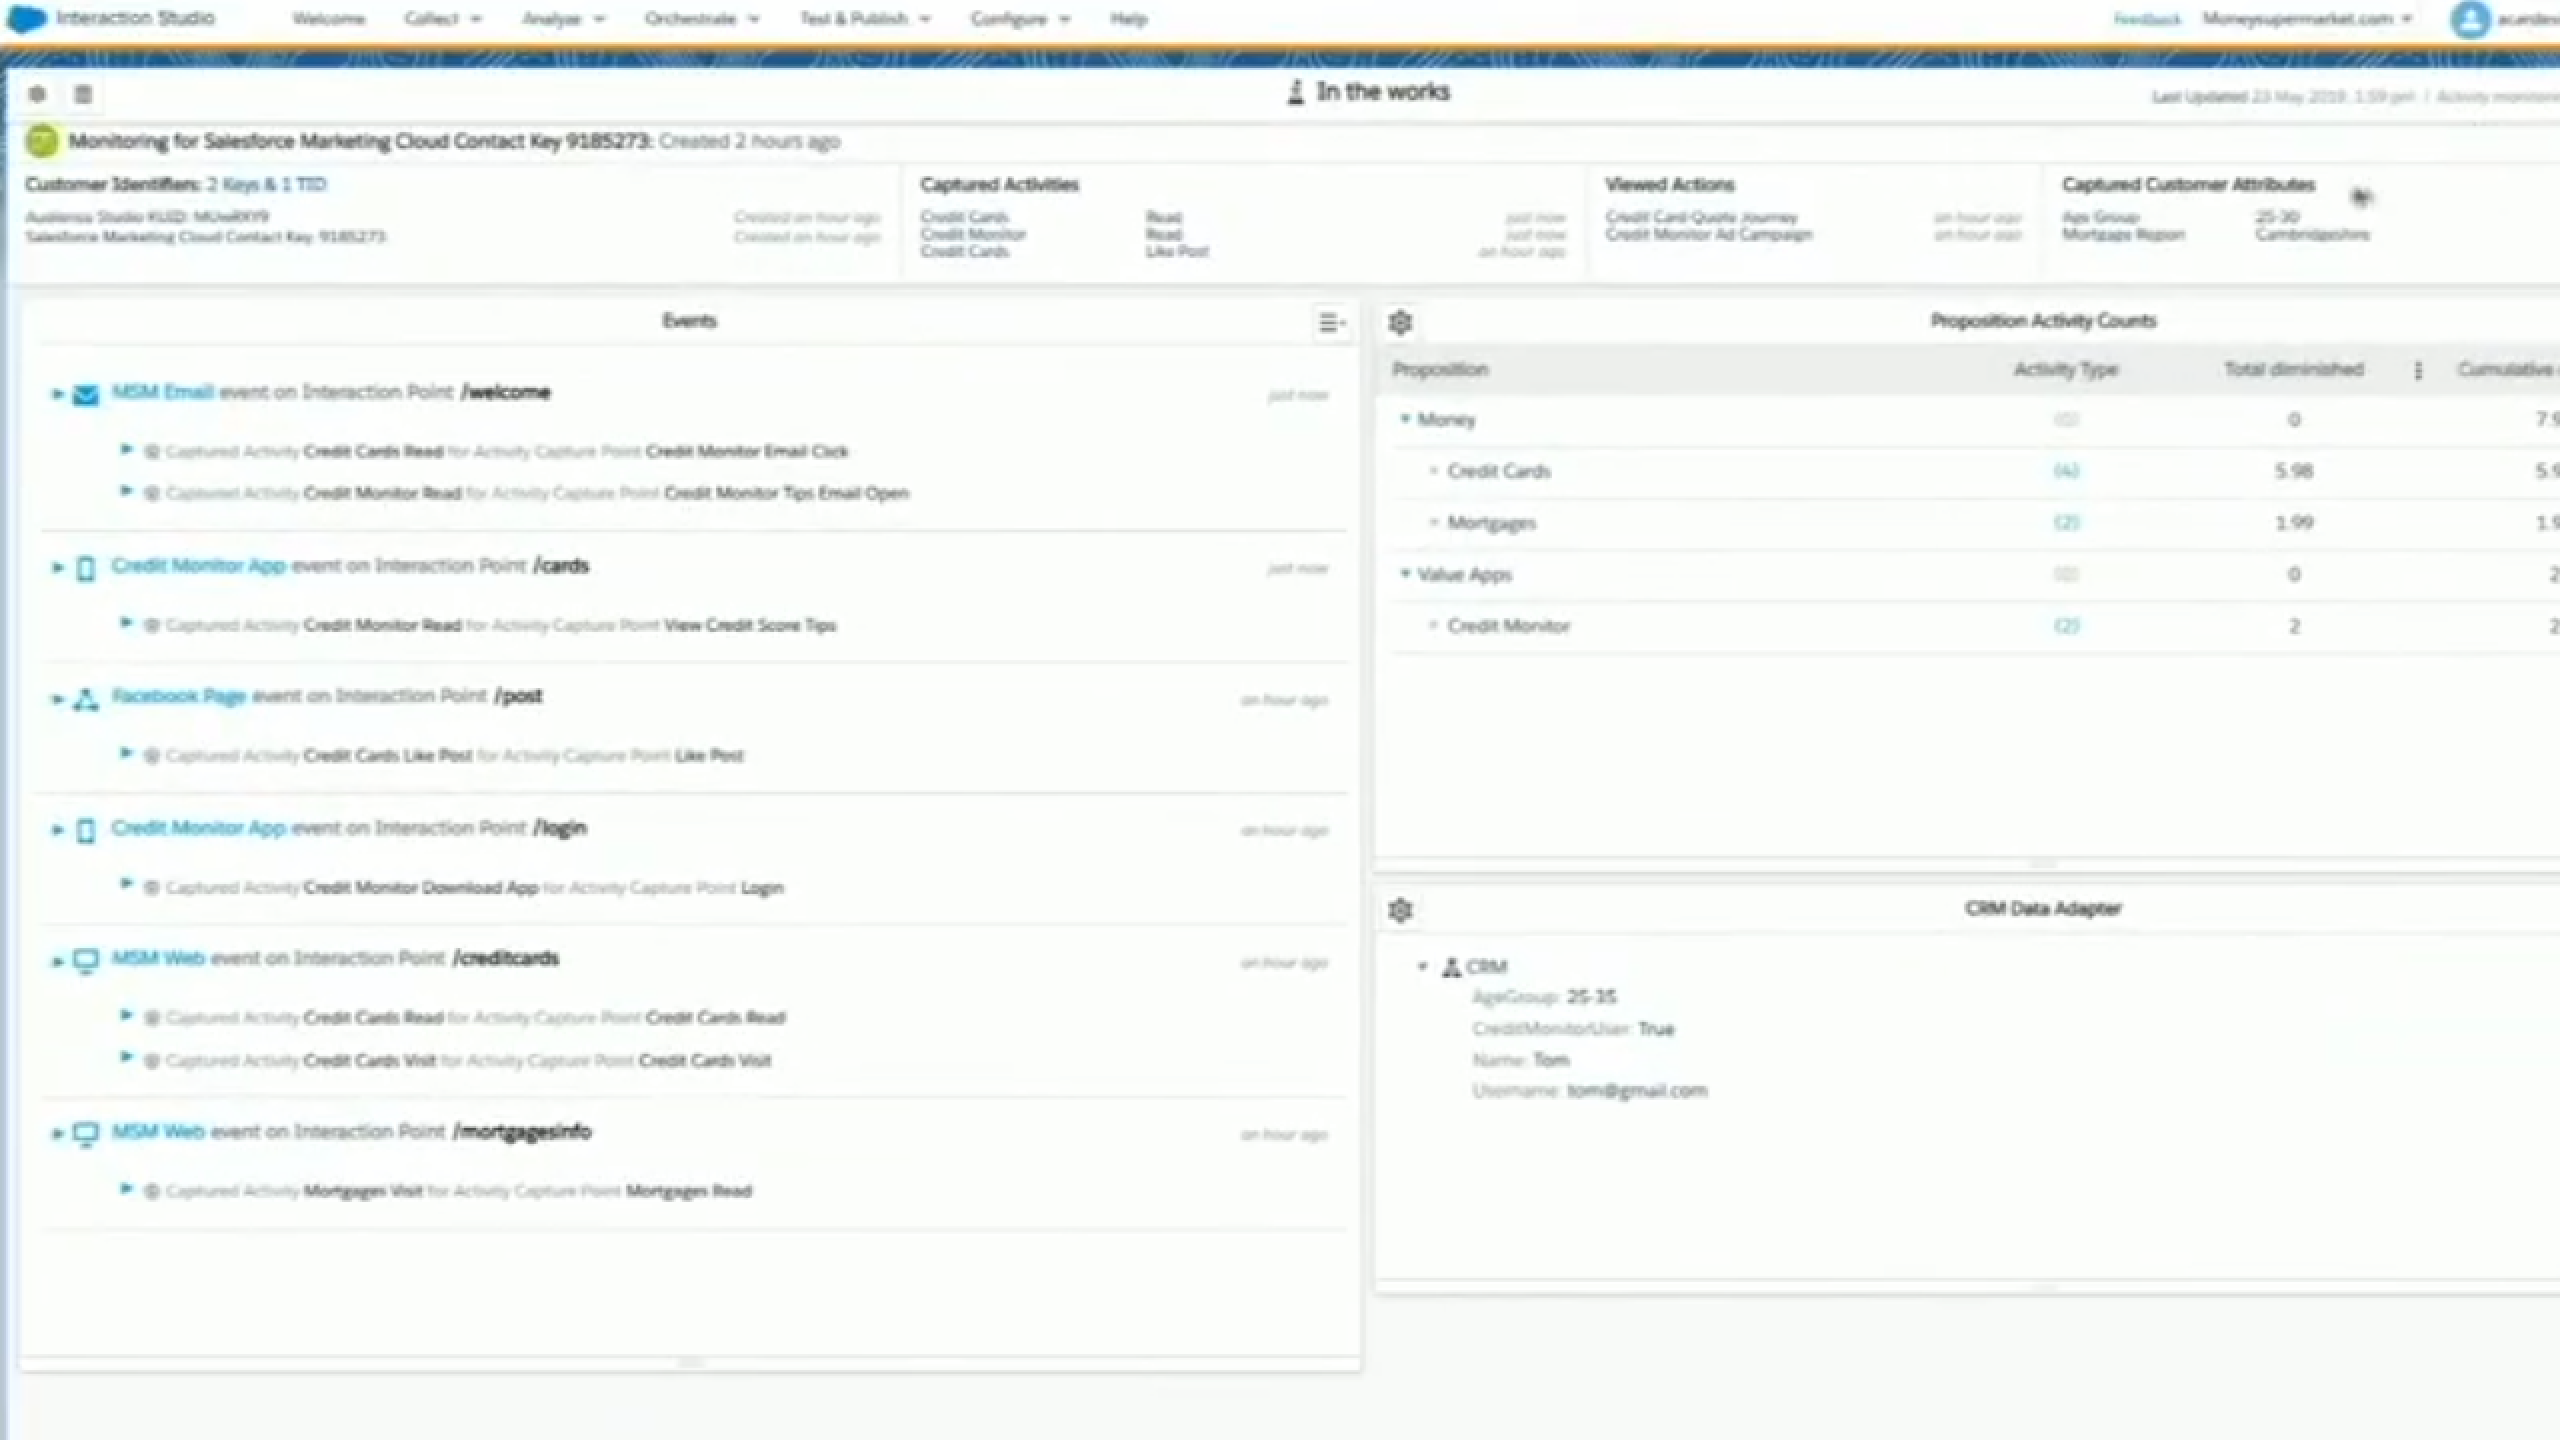 Interaction Studio Welcome Collect Analyze Orchestrate Test & Publish Configure Help Feedback Moneysupermarket.com
In the works
Last Updated 23 May 2019, 1:59 pm / Activity
Monitoring for Salesforce Marketing Cloud Contact Key 9185273: Created 2 hours ago
Customer Identifiers: 2 Keys & 1 TID
Audience Studio KUID:
Created an hour ago
Salesforce Marketing Cloud Contact Key: 9185273
Created an hour ago
Captured Activities
Credit Cards Read just now
Credit Monitor Read just now
Credit Cards Like Post an hour ago
Viewed Actions
Credit Card Quote Journey an hour ago
Credit Monitor Ad Campaign an hour ago
Captured Customer Attributes
Age Group 25-30
Mortgage Region Cambridgeshire
Events
MSM Email event on Interaction Point /welcome just now
Captured Activity Credit Cards Read for Activity Capture Point Credit Monitor Email Click
Captured Activity Credit Monitor Read for Activity Capture Point Credit Monitor Tips Email Open
Credit Monitor App event on Interaction Point /cards just now
Captured Activity Credit Monitor Read for Activity Capture Point View Credit Score Tips
Facebook Page event on Interaction Point /post an hour ago
Captured Activity Credit Cards Like Post for Activity Capture Point Like Post
Credit Monitor App event on Interaction Point /login an hour ago
Captured Activity Credit Monitor Download App for Activity Capture Point Login
MSM Web event on Interaction Point /creditcards an hour ago
Captured Activity Credit Cards Read for Activity Capture Point Credit Cards Read
Captured Activity Credit Cards Visit for Activity Capture Point Credit Cards Visit
MSM Web event on Interaction Point /mortgagesinfo an hour ago
Captured Activity Mortgages Visit for Activity Capture Point Mortgages Read
Proposition Activity Counts
Proposition Activity Type Total diminished Cumulative
Money (0) 0 7.9
Credit Cards (4) 5.98 5.9
Mortgages (2) 1.99 1.9
Value Apps (0) 0 2
Credit Monitor (2) 2 2
CRM Data Adapter
CRM
AgeGroup: 25-35
CreditMonitorUser: True
Name: Tom
Username: tom@gmail.com